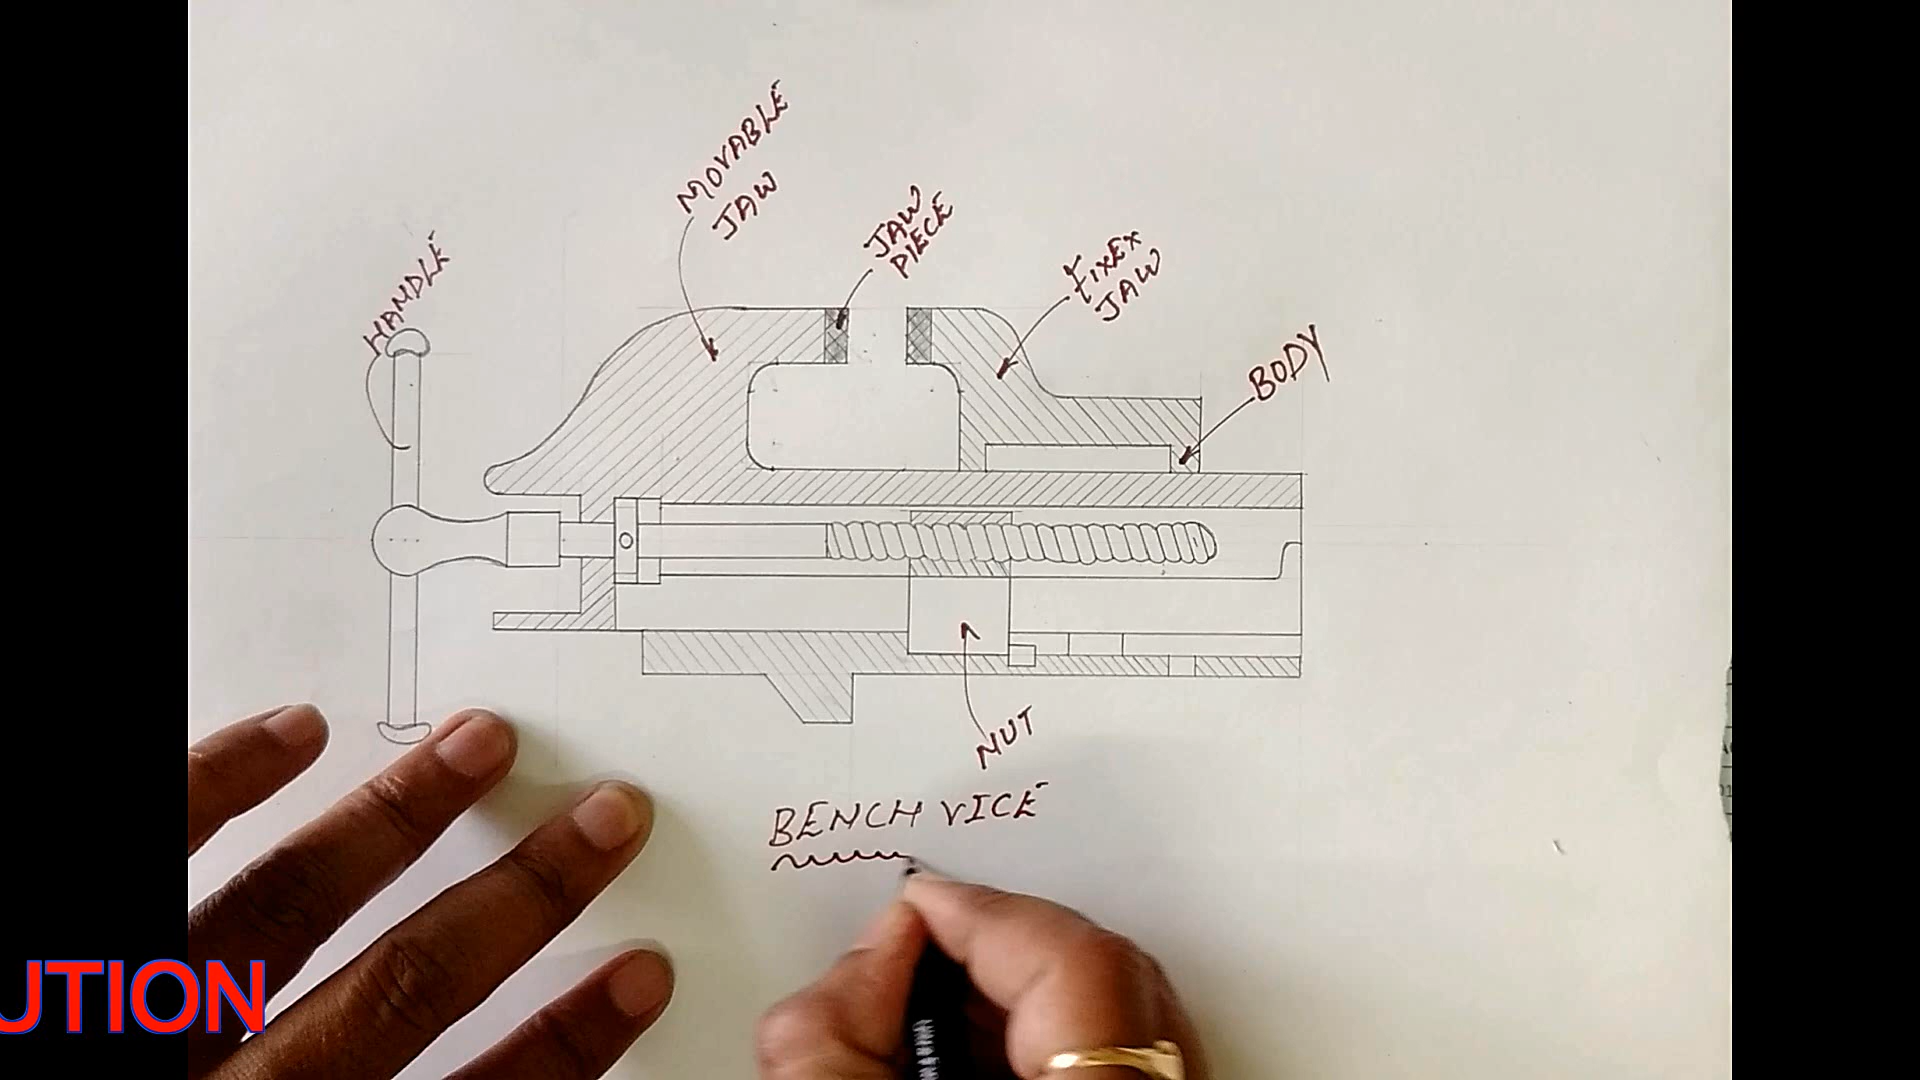 MOVABLE
JAW
JAW
PIECE
HANDLE
FIXEX
JAW
BODY
NUT
BENCH VICE
UTION